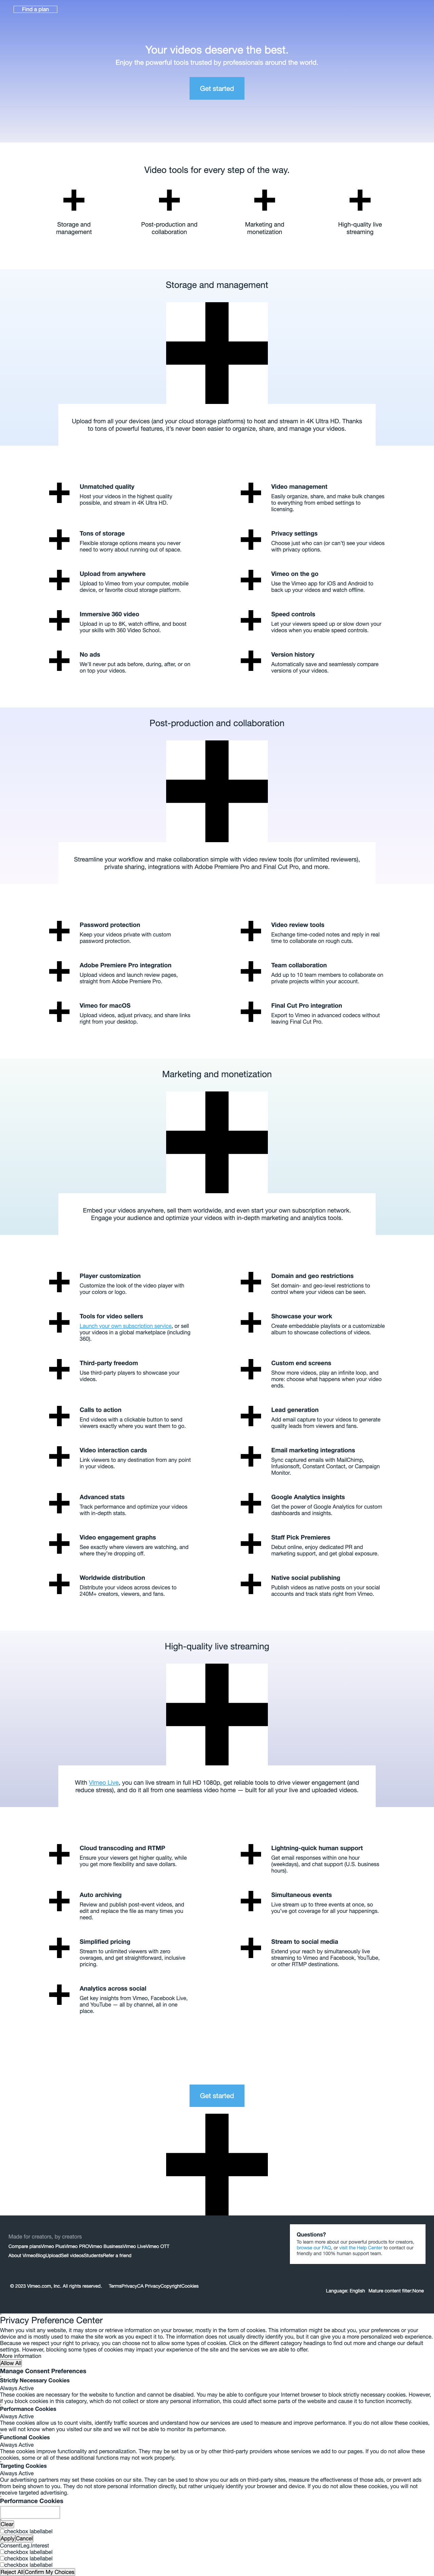 Find a plan
Your videos deserve the best.
Enjoy the powerful tools trusted by professionals around the world.
Get started
Video tools for every step of the way.
Storage and
management
Post-production and
collaboration
Marketing and
monetization
High-quality live
streaming
Storage and management
Upload from all your devices (and your cloud storage platforms) to host and stream in 4K Ultra HD. Thanks
to tons of powerful features, it's never been easier to organize, share, and manage your videos.
Unmatched quality
Host your videos in the highest quality
possible, and stream in 4K Ultra HD.
Video management
Easily organize, share, and make bulk changes
to everything from embed settings to
licensing.
Tons of storage
Flexible storage options means you never
need to worry about running out of space.
Privacy settings
Choose just who can (or can't) see your videos
with privacy options.
Upload from anywhere
Upload to Vimeo from your computer, mobile
device, or favorite cloud storage platform.
Vimeo on the go
Use the Vimeo app for iOS and Android to
back up your videos and watch offline.
Immersive 360 video
Upload in up to 8K, watch offline, and boost
your skills with 360 Video School.
Speed controls
Let your viewers speed up or slow down your
videos when you enable speed controls.
No ads
We'll never put ads before, during, after, or on
on top your videos.
Version history
Automatically save and seamlessly compare
versions of your videos.
Post-production and collaboration
Streamline your workflow and make collaboration simple with video review tools (for unlimited reviewers),
private sharing, integrations with Adobe Premiere Pro and Final Cut Pro, and more.
Password protection
Keep your videos private with custom
password protection.
Video review tools
Exchange time-coded notes and reply in real
time to collaborate on rough cuts.
Adobe Premiere Pro integration
Upload videos and launch review pages,
straight from Adobe Premiere Pro.
Team collaboration
Add up to 10 team members to collaborate on
private projects within your account.
Vimeo for macOS
Upload videos, adjust privacy, and share links
right from your desktop.
Final Cut Pro integration
Export to Vimeo in advanced codecs without
leaving Final Cut Pro.
Marketing and monetization
Embed your videos anywhere, sell them worldwide, and even start your own subscription network.
Engage your audience and optimize your videos with in-depth marketing and analytics tools.
Player customization
Customize the look of the video player with
your colors or logo.
Domain and geo restrictions
Set domain- and geo-level restrictions to
control where your videos can be seen.
Tools for video sellers
Launch your own subscription service, or sell
your videos in a global marketplace (including
360).
Showcase your work
Create embeddable playlists or a customizable
album to showcase collections of videos.
Third-party freedom
Use third-party players to showcase your
videos.
Custom end screens
Show more videos, play an infinite loop, and
more: choose what happens when your video
ends.
Calls to action
End videos with a clickable button to send
viewers exactly where you want them to go.
Lead generation
Add email capture to your videos to generate
quality leads from viewers and fans.
Video interaction cards
Link viewers to any destination from any point
in your videos.
Email marketing integrations
Sync captured emails with MailChimp,
Infusionsoft, Constant Contact, or Campaign
Monitor.
Advanced stats
Track performance and optimize your videos
with in-depth stats.
Google Analytics insights
Get the power of Google Analytics for custom
dashboards and insights.
Video engagement graphs
See exactly where viewers are watching, and
where they're dropping off.
Staff Pick Premieres
Debut online, enjoy dedicated PR and
marketing support, and get global exposure.
Worldwide distribution
Distribute your videos across devices to
240M+ creators, viewers, and fans.
Native social publishing
Publish videos as native posts on your social
accounts and track stats right from Vimeo.
High-quality live streaming
With Vimeo Live, you can live stream in full HD 1080p, get reliable tools to drive viewer engagement (and
reduce stress), and do it all from one seamless video home — built for all your live and uploaded videos.
Cloud transcoding and RTMP
Ensure your viewers get higher quality, while
you get more flexibility and save dollars.
Lightning-quick human support
Get email responses within one hour
(weekdays), and chat support (U.S. business
hours).
Auto archiving
Review and publish post-event videos, and
edit and replace the file as many times you
need.
Simultaneous events
Live stream up to three events at once, so
you've got coverage for all your happenings.
Simplified pricing
Stream to unlimited viewers with zero
overages, and get straightforward, inclusive
pricing.
Stream to social media
Extend your reach by simultaneously live
streaming to Vimeo and Facebook, YouTube,
or other RTMP destinations.
Analytics across social
Get key insights from Vimeo, Facebook Live,
and YouTube — all by channel, all in one
place.
Get started
Made for creators, by creators
Compare plansVimeo PlusVimeo PROVimeo BusinessVimeo LiveVimeo OTT
About VimeoBlogUploadSell videosStudentsRefer a friend
Questions?
To learn more about our powerful products for creators,
browse our FAQ, or visit the Help Center to contact our
friendly and 100% human support team.
© 2023 Vimeo.com, Inc. All rights reserved. TermsPrivacyCA PrivacyCopyrightCookies
Language: English Mature content filter:None
Privacy Preference Center
When you visit any website, it may store or retrieve information on your browser, mostly in the form of cookies. This information might be about you, your preferences or your
device and is mostly used to make the site work as you expect it to. The information does not usually directly identify you, but it can give you a more personalized web experience.
Because we respect your right to privacy, you can choose not to allow some types of cookies. Click on the different category headings to find out more and change our default
settings. However, blocking some types of cookies may impact your experience of the site and the services we are able to offer.
More information
Allow All
Manage Consent Preferences
Strictly Necessary Cookies
Always Active
These cookies are necessary for the website to function and cannot be disabled. You may be able to configure your Internet browser to block strictly necessary cookies. However,
if you block cookies in this category, which do not collect or store any personal information, this could affect some parts of the website and cause it to function incorrectly.
Performance Cookies
Always Active
These cookies allow us to count visits, identify traffic sources and understand how our services are used to measure and improve performance. If you do not allow these cookies,
we will not know when you visited our site and will not be able to monitor its performance.
Functional Cookies
Always Active
These cookies improve functionality and personalization. They may be set by us or by other third-party providers whose services we add to our pages. If you do not allow these
cookies, some or all of these additional functions may not work properly.
Targeting Cookies
Always Active
Our advertising partners may set these cookies on our site. They can be used to show you our ads on third-party sites, measure the effectiveness of those ads, or prevent ads
from being shown to you. They do not store personal information directly, but rather uniquely identify your browser and device. If you do not allow these cookies, you will not
receive targeted advertising.
Performance Cookies
Clear
checkbox labellabel
ApplyCancel
ConsentLeg.Interest
checkbox labellabel
checkbox labellabel
checkbox labellabel
Reject AllConfirm My Choices